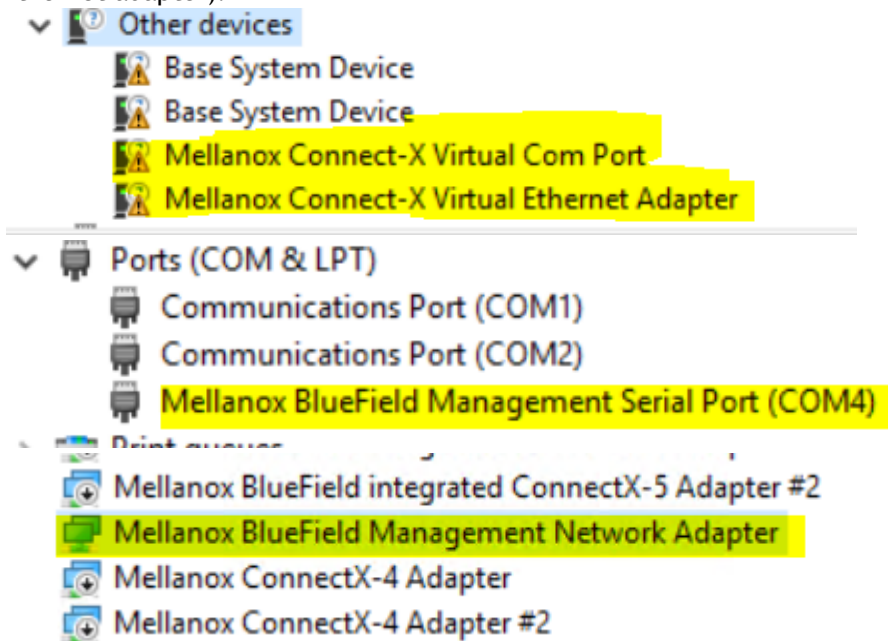 Other devices
Base System Device
Base System Device
Mellanox Connect-X Virtual Com Port
Mellanox Connect-X Virtual Ethernet Adapter
Ports (COM & LPT)
Communications Port (COM1)
Communications Port (COM2)
Mellanox BlueField Management Serial Port (COM4)
Print queues
Mellanox BlueField integrated ConnectX-5 Adapter #2
Mellanox BlueField Management Network Adapter
Mellanox ConnectX-4 Adapter
Mellanox ConnectX-4 Adapter #2